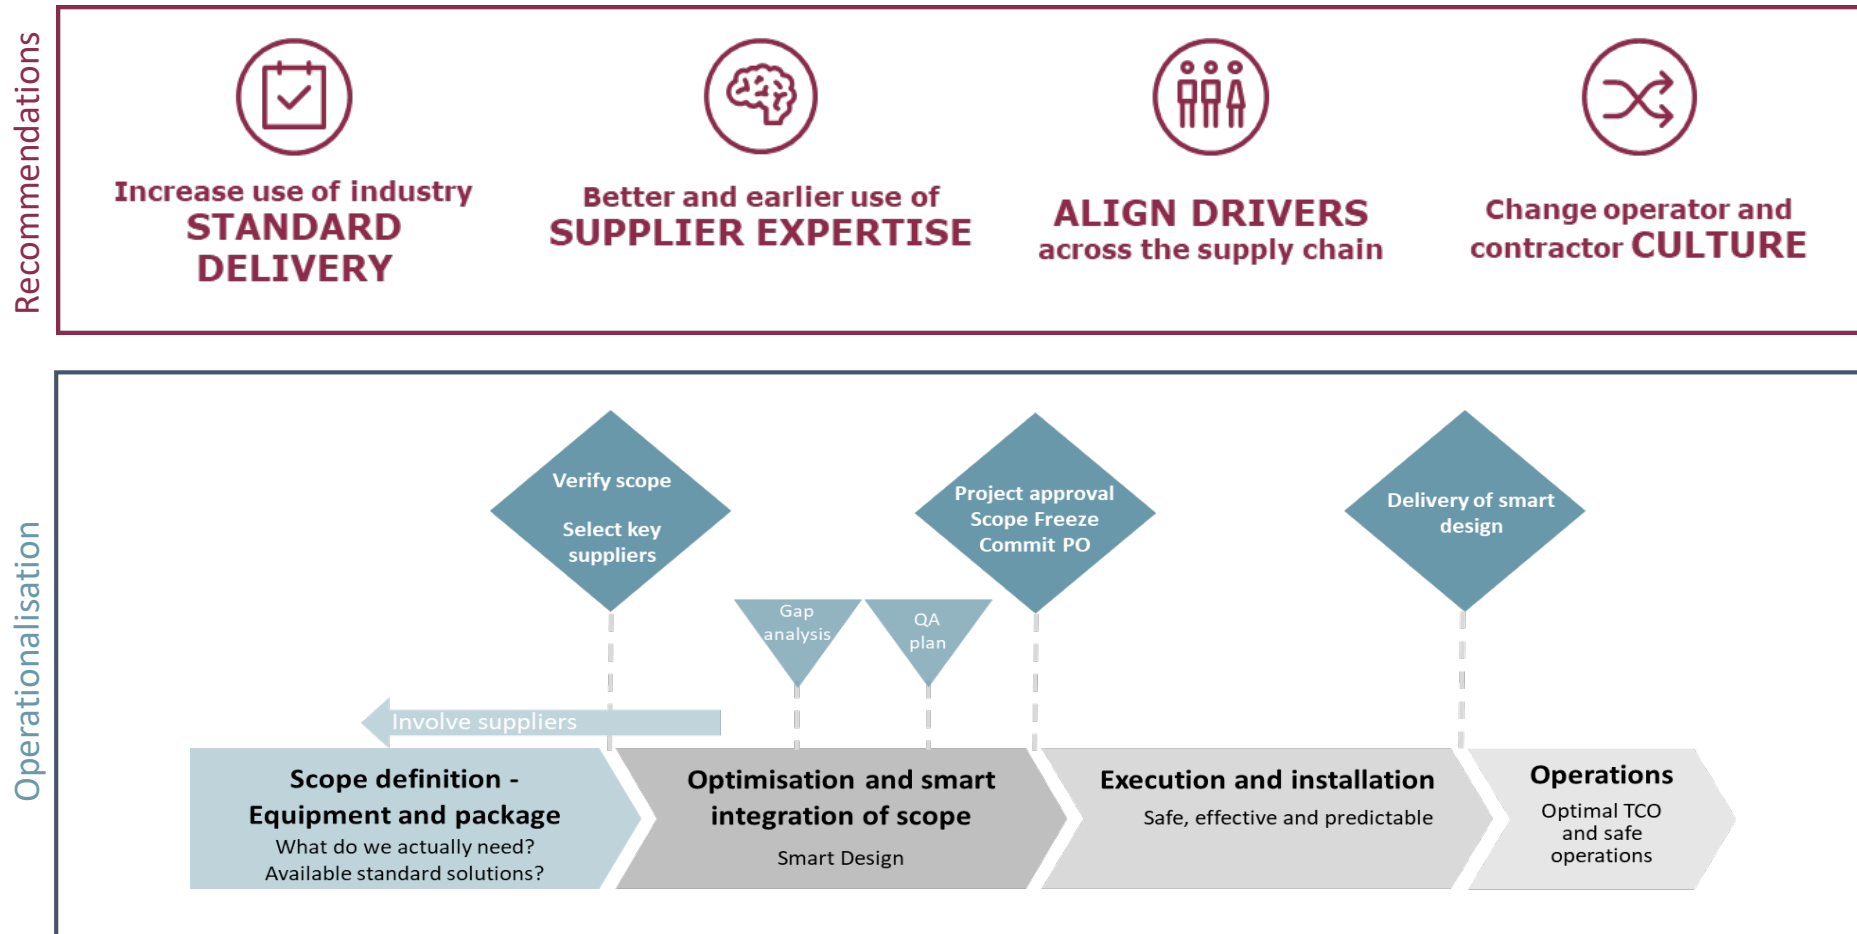 Recommendations
Increase use of industry
STANDARD
DELIVERY
Better and earlier use of
SUPPLIER EXPERTISE
ALIGN DRIVERS
across the supply chain
Change operator and
contractor CULTURE
Operationalisation
Verify scope
Select key
suppliers
Project approval
Scope Freeze
Commit PO
Delivery of smart
design
Gap
analysis
QA
plan
Involve suppliers
Scope definition -
Equipment and package
What do we actually need?
Available standard solutions?
Optimisation and smart
integration of scope
Smart Design
Execution and installation
Safe, effective and predictable
Operations
Optimal TCO
and safe
operations